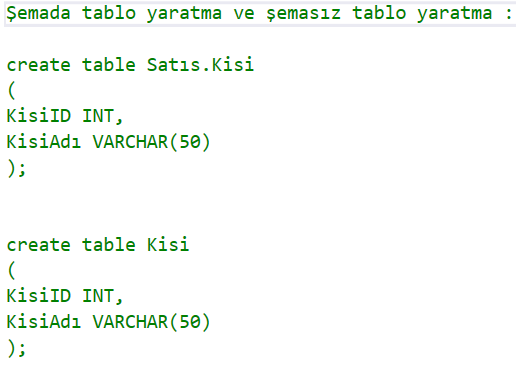 Şemada tablo yaratma ve şemasız tablo yaratma :
create table Satıs.Kisi
(
KisiID INT,
KisiAdı VARCHAR(50)
);
create table Kisi
(
KisiID INT,
KisiAdı VARCHAR(50)
);